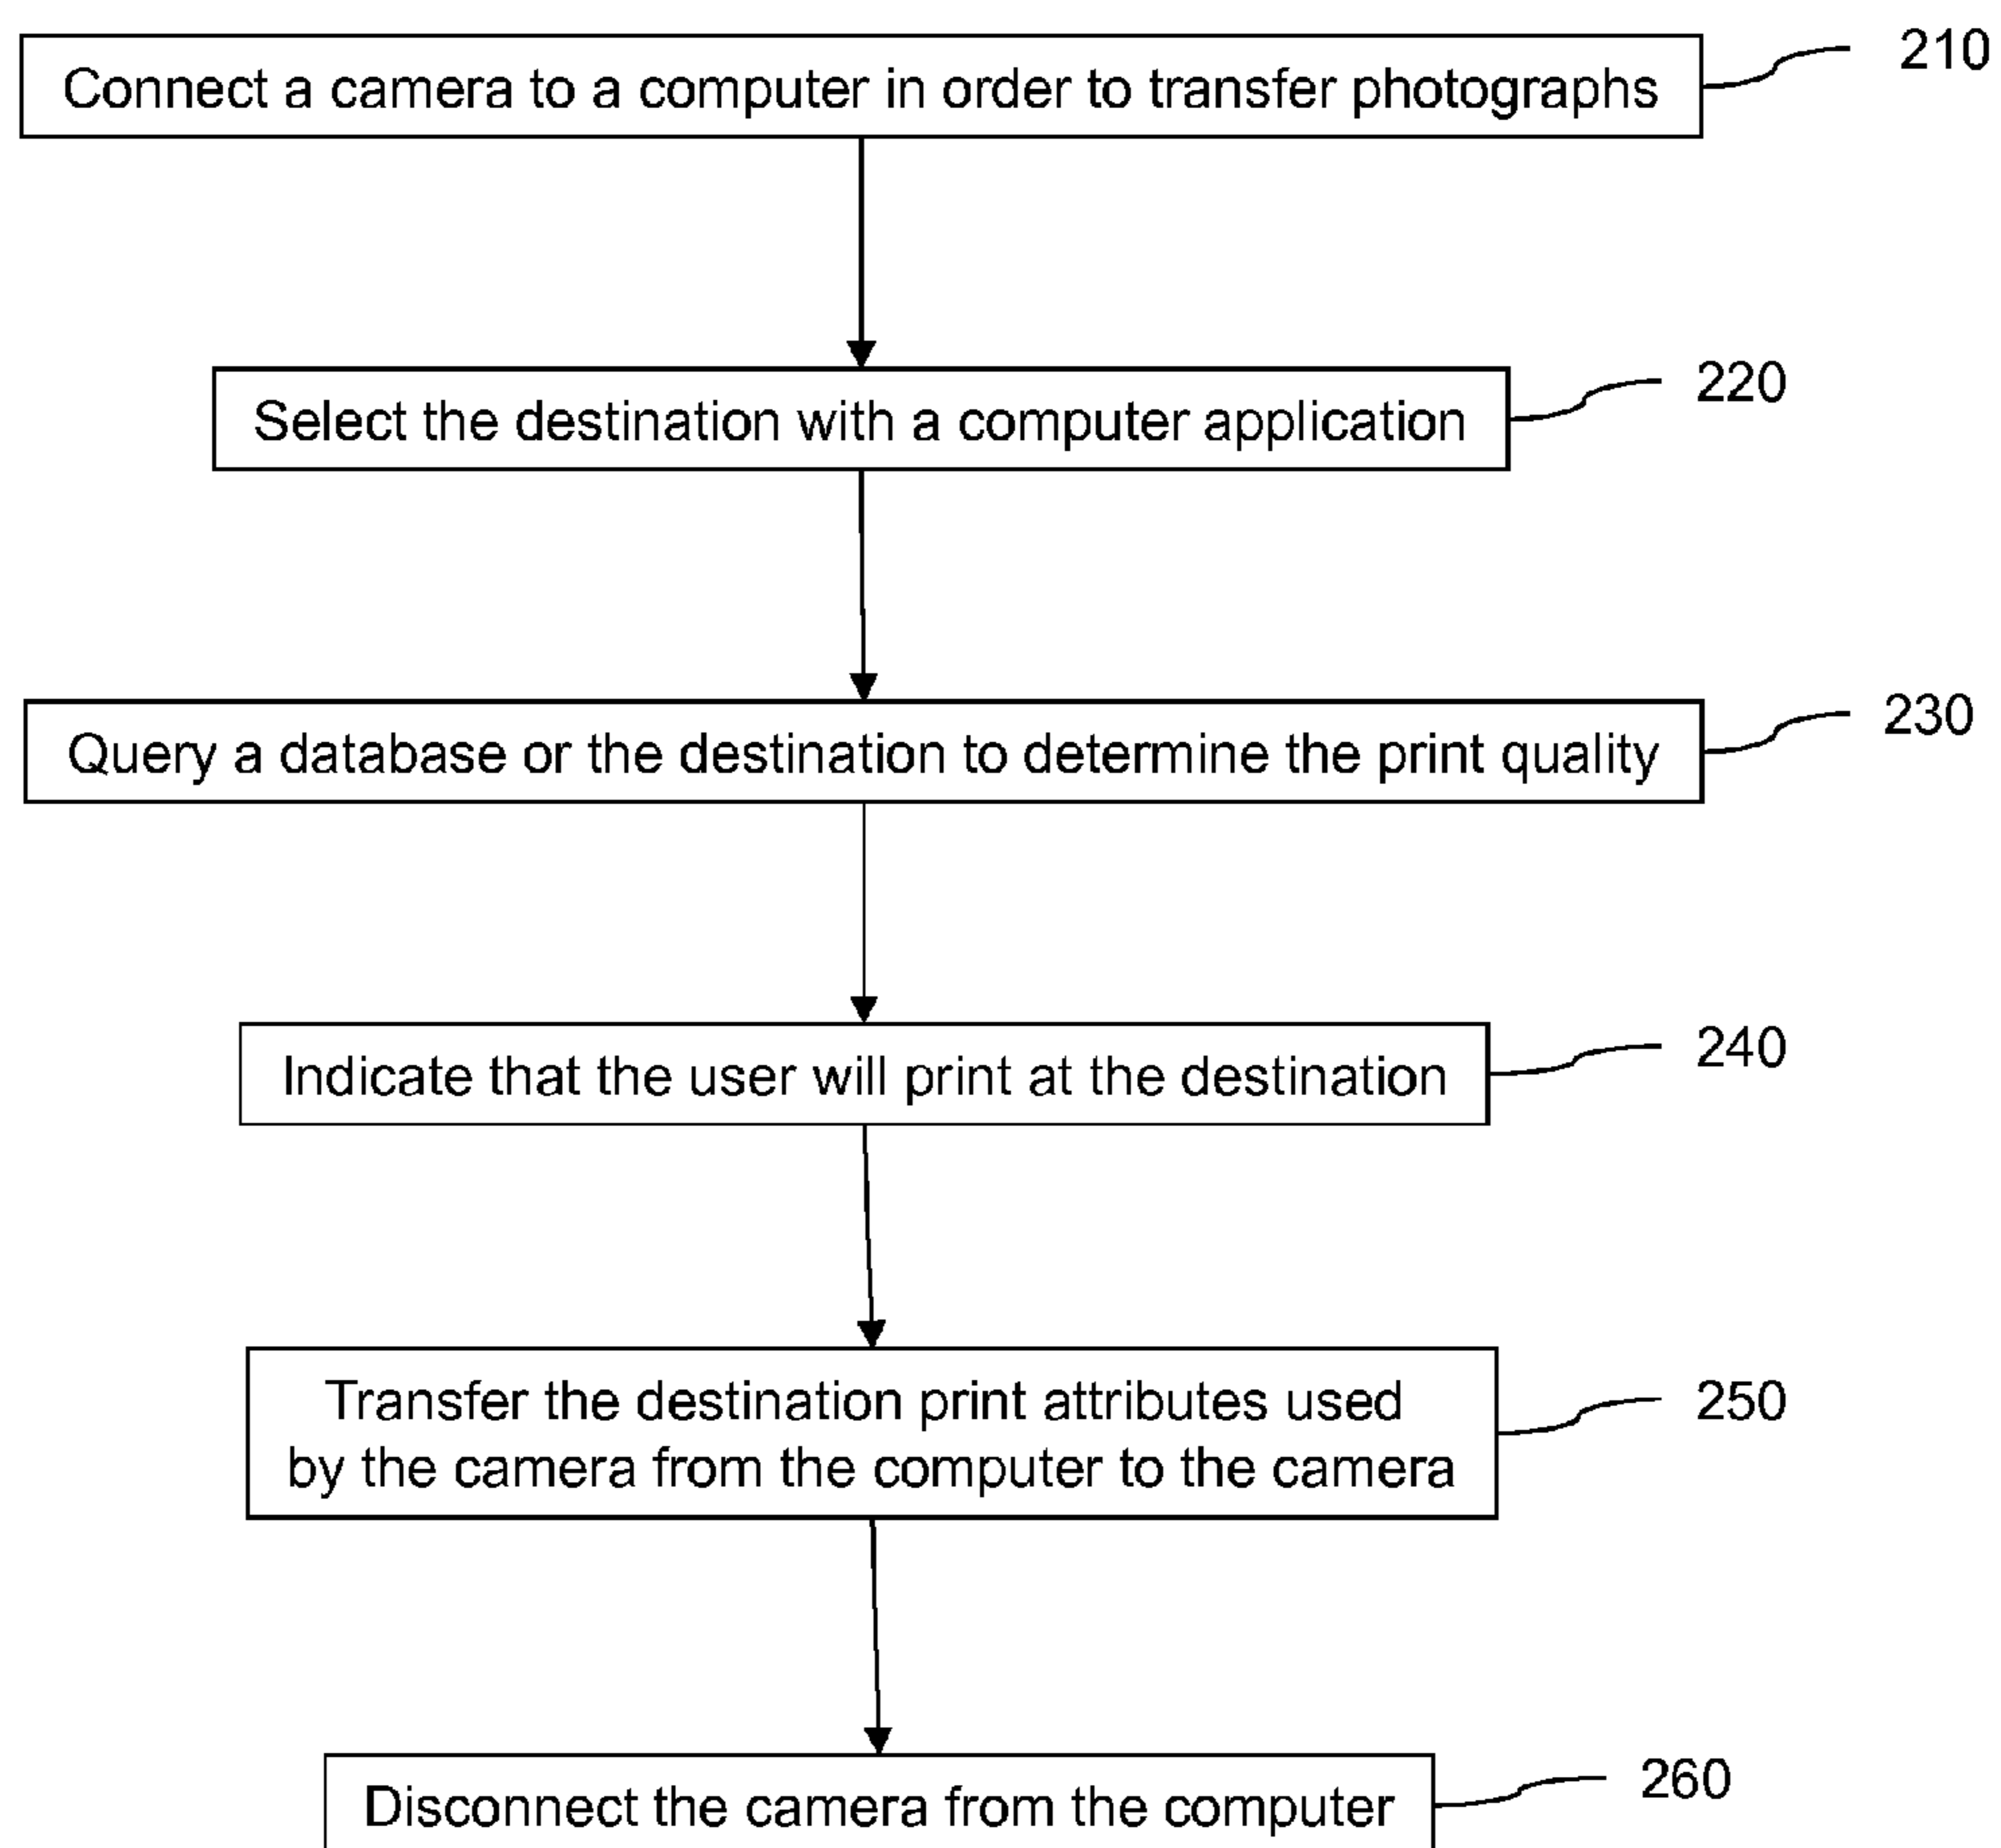 Connect a camera to a computer in order to transfer photographs
210
Select the destination with a computer application
220
Query a database or the destination to determine the print quality
230
Indicate that the user will print at the destination
240
Transfer the destination print attributes used
by the camera from the computer to the camera
250
Disconnect the camera from the computer
260